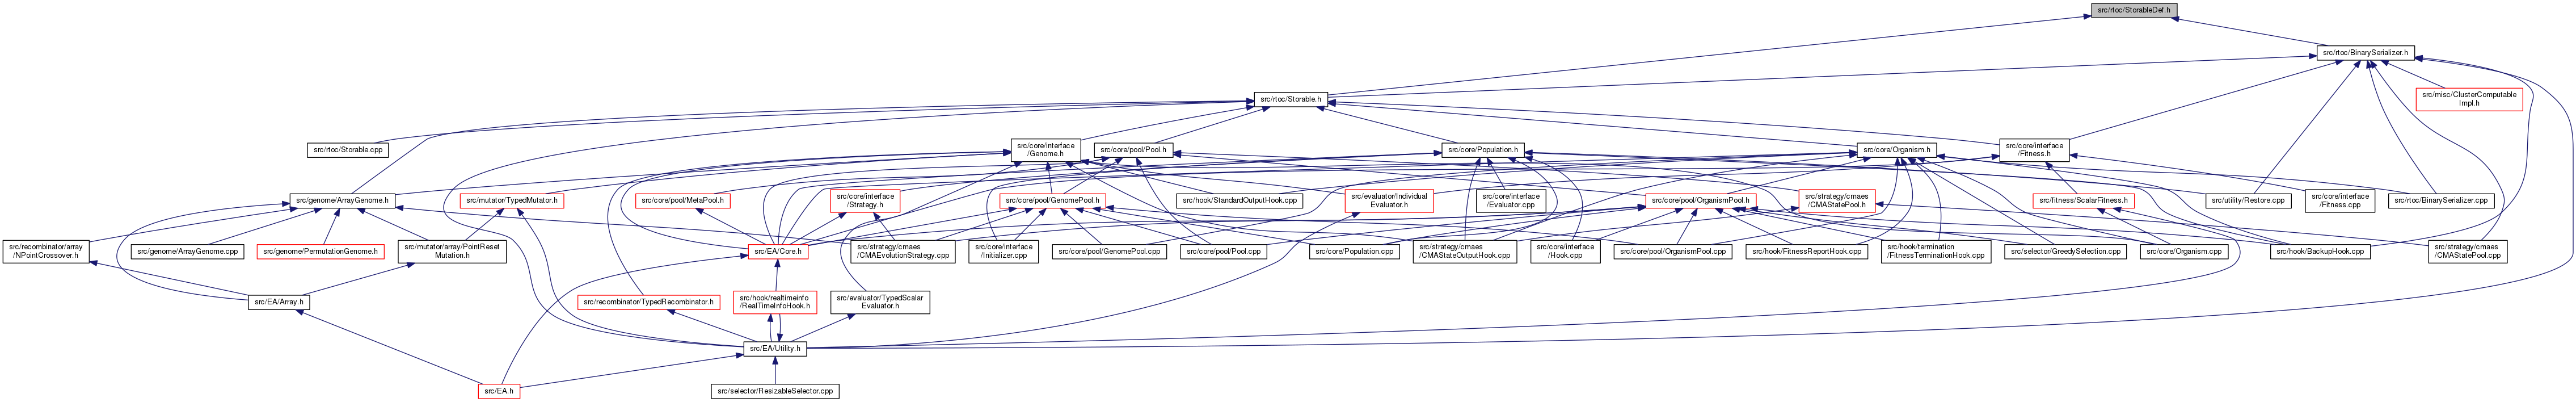 src/rtoc/StorableDef.h
src/rtoc/BinarySerializer.h
src/rtoc/Storable.h
src/misc/ClusterComputable
Impl.h
src/rtoc/Storable.cpp
src/core/interface
/Genome.h
src/core/pool/Pool.h
src/core/Population.h
src/core/Organism.h
src/core/interface
/Fitness.h
src/genome/ArrayGenome.h
src/mutator/TypedMutator.h
src/core/pool/MetaPool.h
src/core/interface
/Strategy.h
src/core/pool/GenomePool.h
src/hook/StandardOutputHook.cpp
src/evaluator/Individual
Evaluator.h
src/core/interface
/Evaluator.cpp
src/core/pool/OrganismPool.h
src/strategy/cmaes
/CMAStatePool.h
src/fitness/ScalarFitness.h
src/utility/Restore.cpp
src/core/interface
/Fitness.cpp
src/rtoc/BinarySerializer.cpp
src/recombinator/array
/NPointCrossover.h
src/genome/ArrayGenome.cpp
src/genome/PermutationGenome.h
src/mutator/array/PointReset
Mutation.h
src/EA/Core.h
src/strategy/cmaes
/CMAEvolutionStrategy.cpp
src/core/interface
/Initializer.cpp
src/core/pool/GenomePool.cpp
src/core/pool/Pool.cpp
src/core/Population.cpp
src/strategy/cmaes
/CMAStateOutputHook.cpp
src/core/interface
/Hook.cpp
src/core/pool/OrganismPool.cpp
src/hook/FitnessReportHook.cpp
src/hook/termination
/FitnessTerminationHook.cpp
src/selector/GreedySelection.cpp
src/core/Organism.cpp
src/hook/BackupHook.cpp
src/strategy/cmaes
/CMAStatePool.cpp
src/EA/Array.h
src/recombinator/TypedRecombinator.h
src/hook/realtimeinfo
/RealTimeInfoHook.h
src/evaluator/TypedScalar
Evaluator.h
src/EA/Utility.h
src/EA.h
src/selector/ResizableSelector.cpp